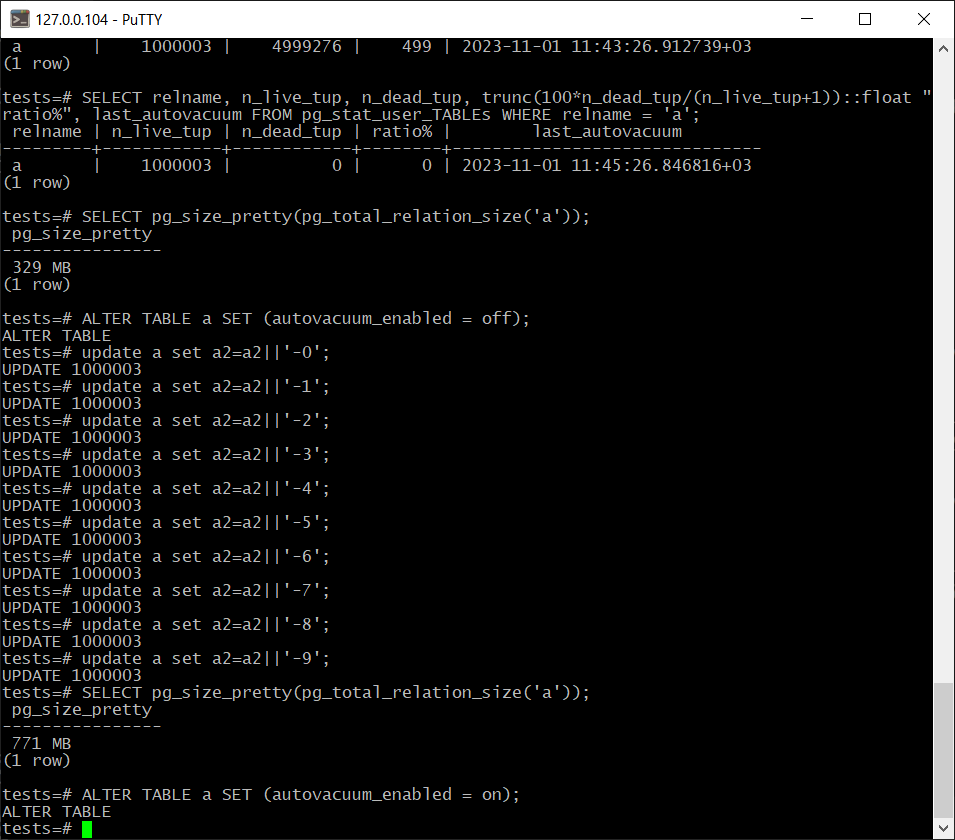 127.0.0.104 - PuTTY
 a       |    1000003 |    4999276 |    499 | 2023-11-01 11:43:26.912739+03
(1 row)

tests=# SELECT relname, n_live_tup, n_dead_tup, trunc(100*n_dead_tup/(n_live_tup+1))::float "
ratio%", last_autovacuum FROM pg_stat_user_TABLEs WHERE relname = 'a';
 relname | n_live_tup | n_dead_tup | ratio% |        last_autovacuum
---------+------------+------------+--------+-------------------------------
 a       |    1000003 |          0 |      0 | 2023-11-01 11:45:26.846816+03
(1 row)

tests=# SELECT pg_size_pretty(pg_total_relation_size('a'));
 pg_size_pretty
----------------
 329 MB
(1 row)

tests=# ALTER TABLE a SET (autovacuum_enabled = off);
ALTER TABLE
tests=# update a set a2=a2||'-0';
UPDATE 1000003
tests=# update a set a2=a2||'-1';
UPDATE 1000003
tests=# update a set a2=a2||'-2';
UPDATE 1000003
tests=# update a set a2=a2||'-3';
UPDATE 1000003
tests=# update a set a2=a2||'-4';
UPDATE 1000003
tests=# update a set a2=a2||'-5';
UPDATE 1000003
tests=# update a set a2=a2||'-6';
UPDATE 1000003
tests=# update a set a2=a2||'-7';
UPDATE 1000003
tests=# update a set a2=a2||'-8';
UPDATE 1000003
tests=# update a set a2=a2||'-9';
UPDATE 1000003
tests=# SELECT pg_size_pretty(pg_total_relation_size('a'));
 pg_size_pretty
----------------
 771 MB
(1 row)

tests=# ALTER TABLE a SET (autovacuum_enabled = on);
ALTER TABLE
tests=#